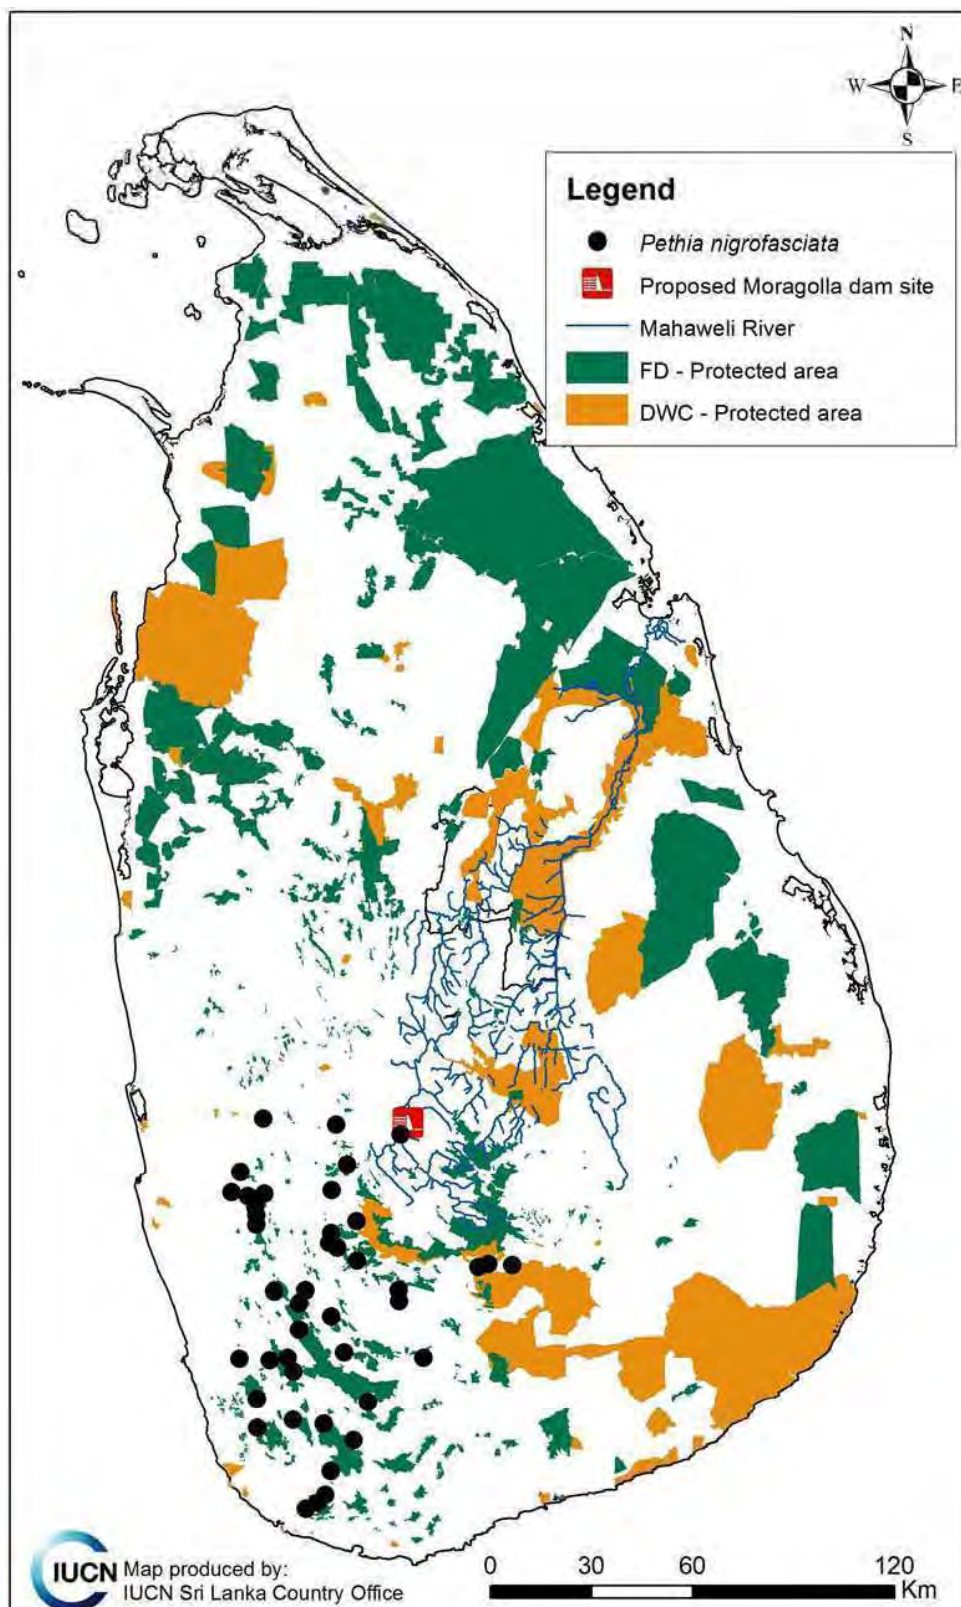 N
W
E
S
Legend
Pethia nigrofasciata
Proposed Moragolla dam site
Mahaweli River
FD - Protected area
DWC - Protected area
IUCN
Map produced by:
IUCN Sri Lanka Country Office
0 30 60 120
Km